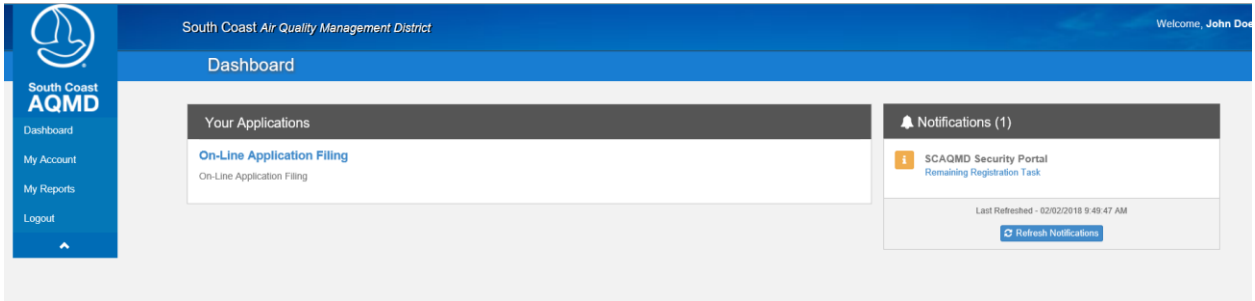 South Coast Air Quality Management District
Welcome, John Doe
Dashboard
South Coast
AQMD
Dashboard
My Account
My Reports
Logout
Your Applications
On-Line Application Filing
On-Line Application Filing
Notifications (1)
i
SCAQMD Security Portal
Remaining Registration Task
Last Refreshed - 02/02/2018 9:49:47 AM
Refresh Notifications